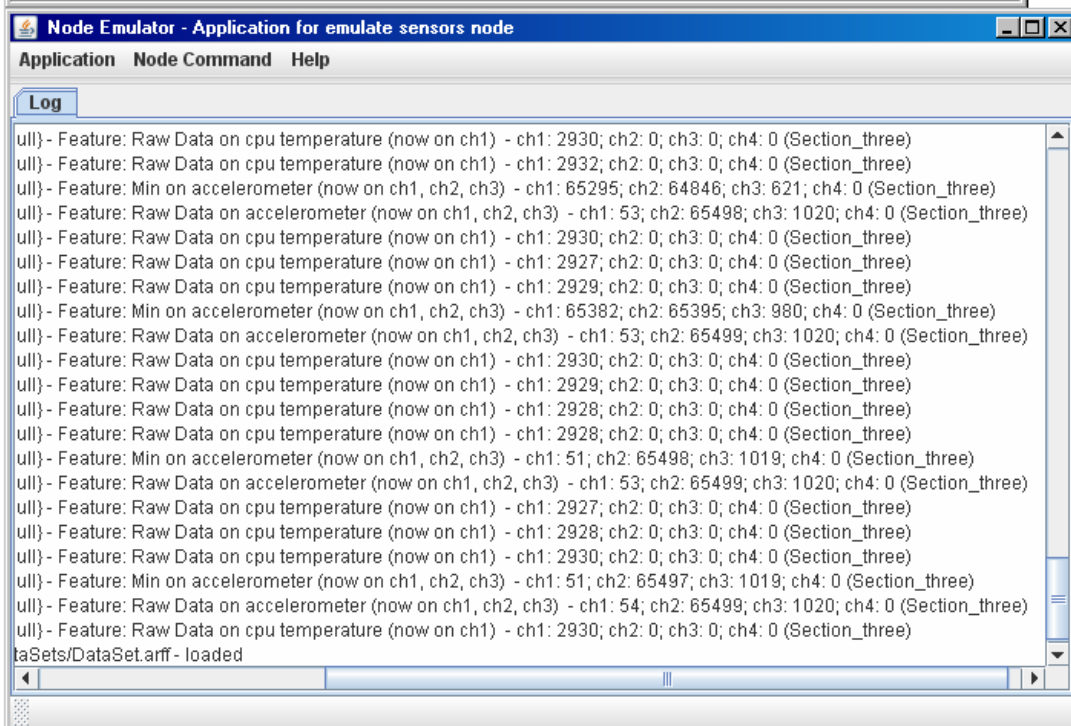 Node Emulator - Application for emulate sensors node
Application Node Command Help
Log
ull} - Feature: Raw Data on cpu temperature (now on ch1) - ch1: 2930; ch2: 0; ch3: 0; ch4: 0 (Section_three)
ull} - Feature: Raw Data on cpu temperature (now on ch1) - ch1: 2932; ch2: 0; ch3: 0; ch4: 0 (Section_three)
ull} - Feature: Min on accelerometer (now on ch1, ch2, ch3) - ch1: 65295; ch2: 64846; ch3: 621; ch4: 0 (Section_three)
ull} - Feature: Raw Data on accelerometer (now on ch1, ch2, ch3) - ch1: 53; ch2: 65498; ch3: 1020; ch4: 0 (Section_three)
ull} - Feature: Raw Data on cpu temperature (now on ch1) - ch1: 2930; ch2: 0; ch3: 0; ch4: 0 (Section_three)
ull} - Feature: Raw Data on cpu temperature (now on ch1) - ch1: 2927; ch2: 0; ch3: 0; ch4: 0 (Section_three)
ull} - Feature: Raw Data on cpu temperature (now on ch1) - ch1: 2929; ch2: 0; ch3: 0; ch4: 0 (Section_three)
ull} - Feature: Min on accelerometer (now on ch1, ch2, ch3) - ch1: 65382; ch2: 65395; ch3: 980; ch4: 0 (Section_three)
ull} - Feature: Raw Data on accelerometer (now on ch1, ch2, ch3) - ch1: 53; ch2: 65499; ch3: 1020; ch4: 0 (Section_three)
ull} - Feature: Raw Data on cpu temperature (now on ch1) - ch1: 2930; ch2: 0; ch3: 0; ch4: 0 (Section_three)
ull} - Feature: Raw Data on cpu temperature (now on ch1) - ch1: 2929; ch2: 0; ch3: 0; ch4: 0 (Section_three)
ull} - Feature: Raw Data on cpu temperature (now on ch1) - ch1: 2928; ch2: 0; ch3: 0; ch4: 0 (Section_three)
ull} - Feature: Raw Data on cpu temperature (now on ch1) - ch1: 2928; ch2: 0; ch3: 0; ch4: 0 (Section_three)
ull} - Feature: Min on accelerometer (now on ch1, ch2, ch3) - ch1: 51; ch2: 65498; ch3: 1019; ch4: 0 (Section_three)
ull} - Feature: Raw Data on accelerometer (now on ch1, ch2, ch3) - ch1: 53; ch2: 65499; ch3: 1020; ch4: 0 (Section_three)
ull} - Feature: Raw Data on cpu temperature (now on ch1) - ch1: 2927; ch2: 0; ch3: 0; ch4: 0 (Section_three)
ull} - Feature: Raw Data on cpu temperature (now on ch1) - ch1: 2928; ch2: 0; ch3: 0; ch4: 0 (Section_three)
ull} - Feature: Raw Data on cpu temperature (now on ch1) - ch1: 2930; ch2: 0; ch3: 0; ch4: 0 (Section_three)
ull} - Feature: Min on accelerometer (now on ch1, ch2, ch3) - ch1: 51; ch2: 65497; ch3: 1019; ch4: 0 (Section_three)
ull} - Feature: Raw Data on accelerometer (now on ch1, ch2, ch3) - ch1: 54; ch2: 65499; ch3: 1020; ch4: 0 (Section_three)
ull} - Feature: Raw Data on cpu temperature (now on ch1) - ch1: 2930; ch2: 0; ch3: 0; ch4: 0 (Section_three)
taSets/DataSet.arff - loaded